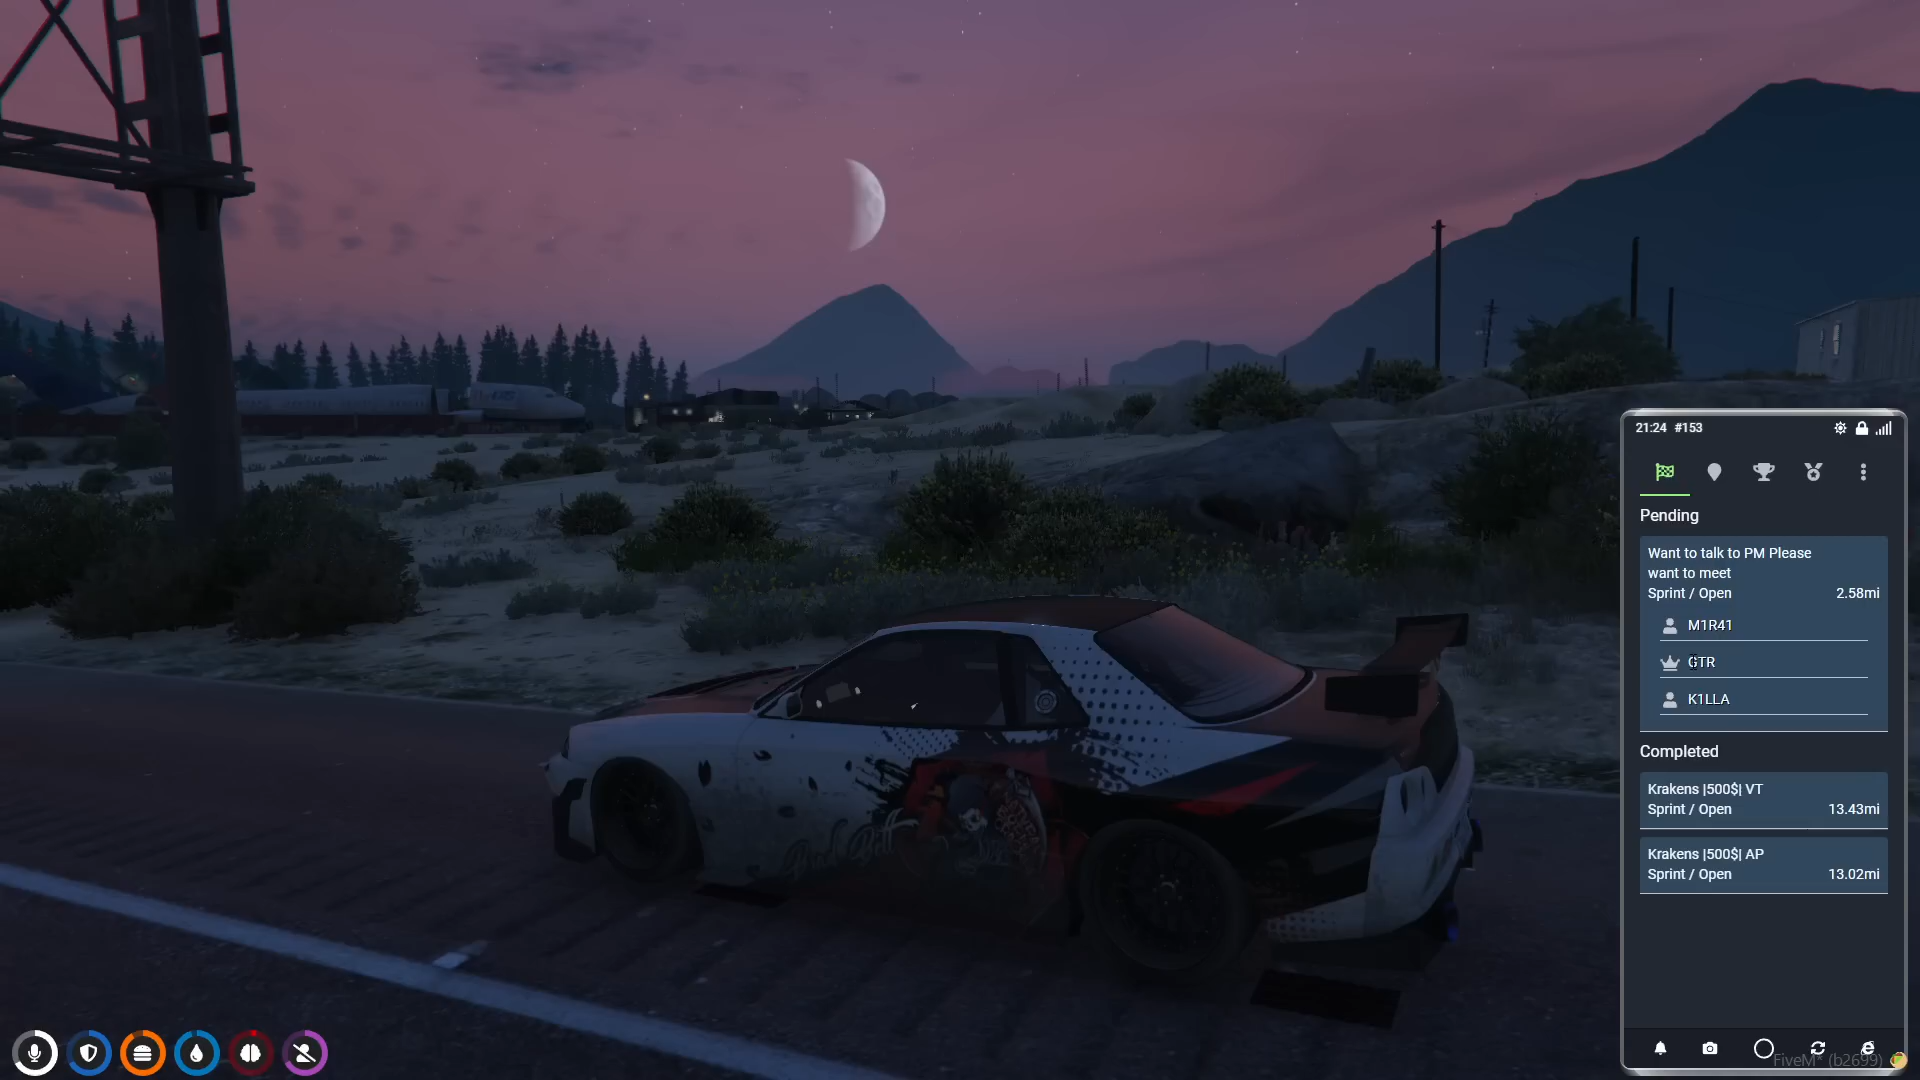 21:24 #153
Pending
Want to talk to PM Please
want to meet
Sprint / Open 2.58mi
M1R41
GTR
K1LLA
Completed
Krakens |500$| VT
Sprint / Open 13.43mi
Krakens |500$| AP
Sprint / Open 13.02mi
FiveM* (b2699)